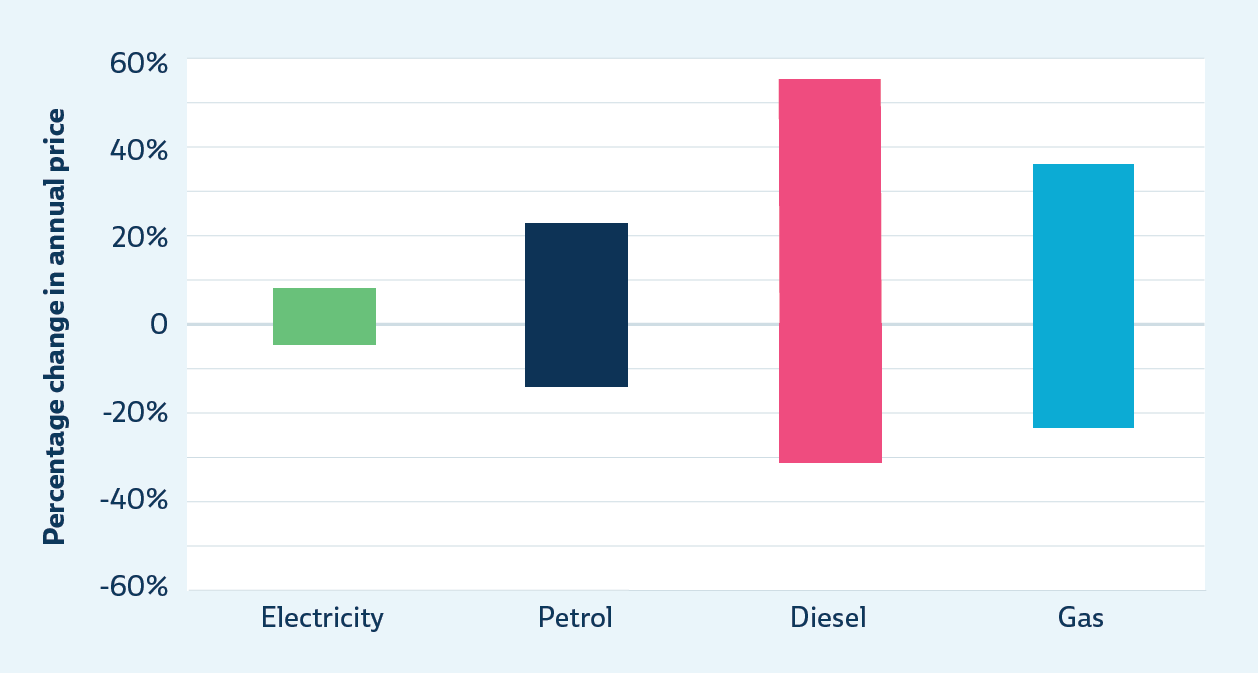 Percentage change in annual price
60%
40%
20%
0
-20%
-40%
-60%
Electricity
Petrol
Diesel
Gas